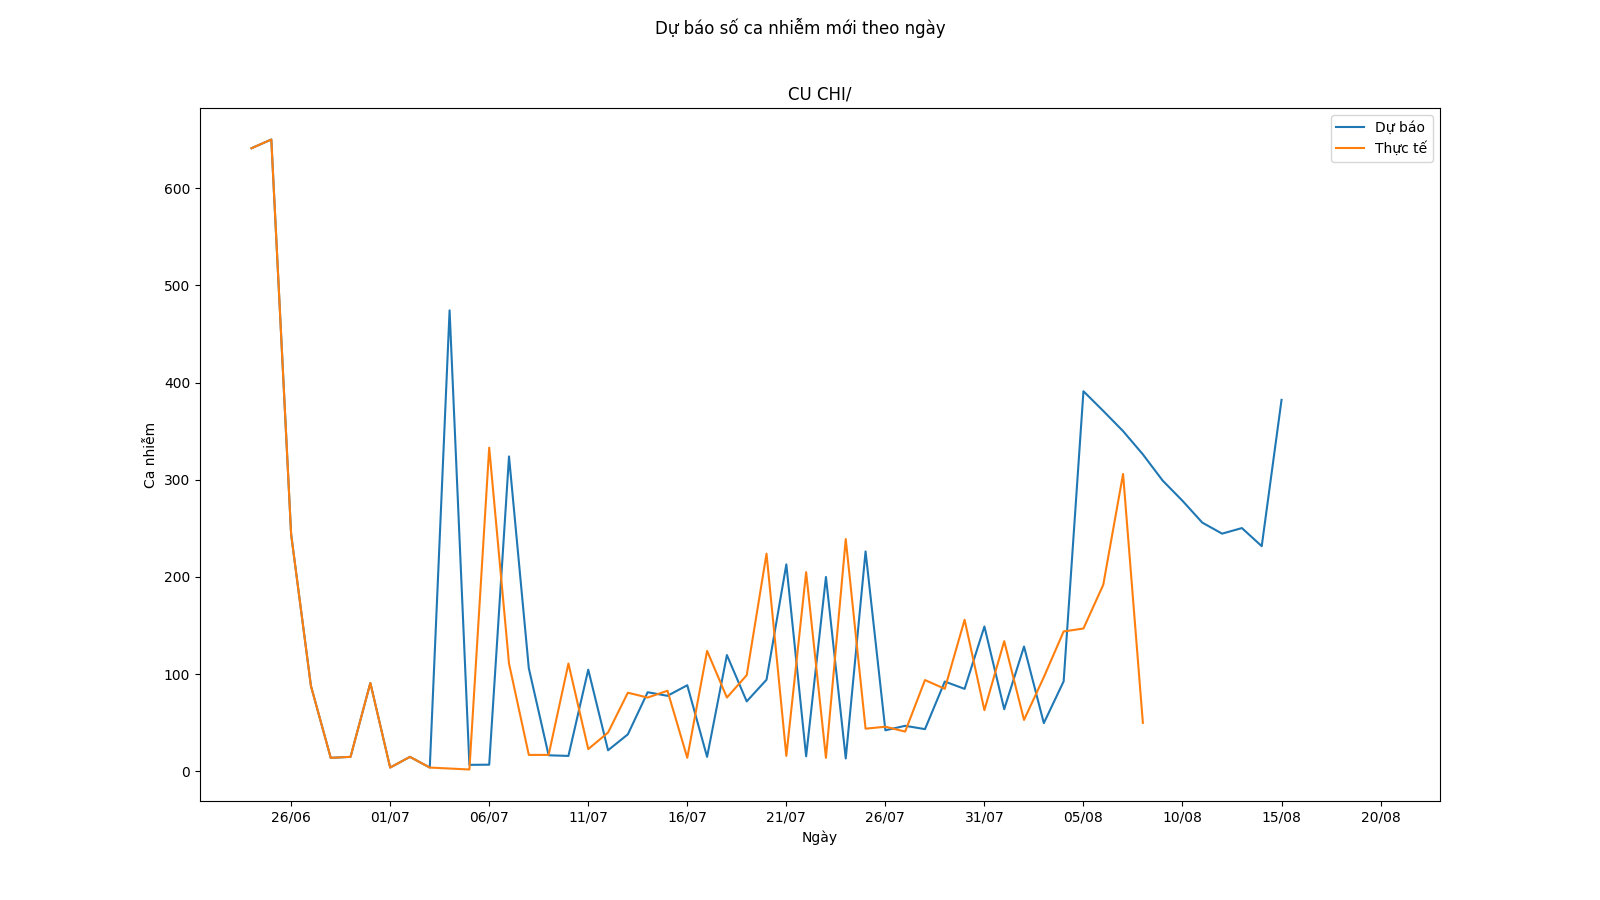 Dự báo số ca nhiễm mới theo ngày
CU CHI/
Dự báo
Thực tế
600
500
400
300
200
100
0
Ca nhiễm
26/06 01/07 06/07 11/07 16/07 21/07 26/07 31/07 05/08 10/08 15/08 20/08
Ngày